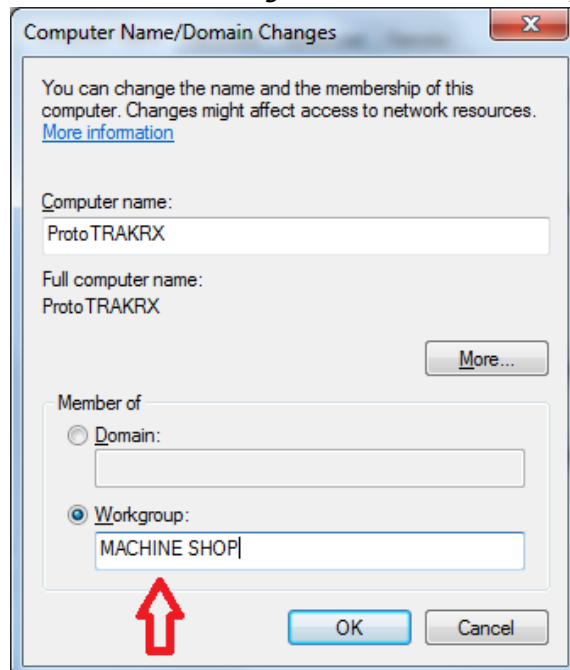 Computer Name/Domain Changes
You can change the name and the membership of this
computer. Changes might affect access to network resources.
More information
Computer name:
ProtoTRAKRX
Full computer name:
ProtoTRAKRX
More...
Member of
Domain:
Workgroup:
MACHINE SHOP
OK
Cancel